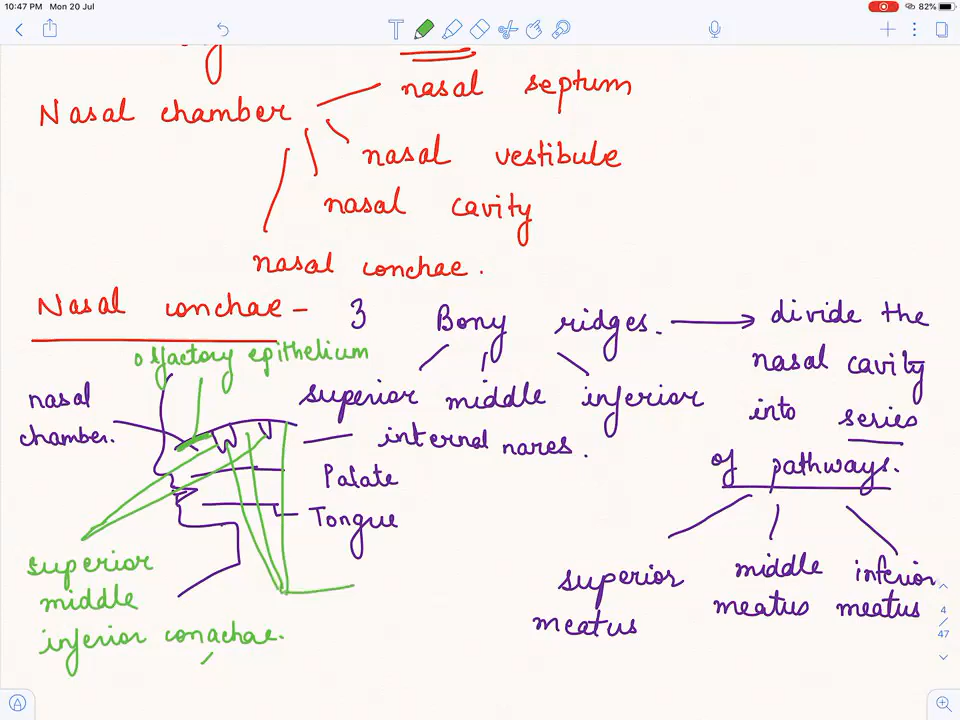 10:47 PM Mon 20 Jul
82%
Nasal chamber
nasal septum
nasal vestibule
nasal cavity
nasal conchae.
Nasal conchae - 3 Bony ridges. → divide the
nasal cavity
into series
of pathways.
superior middle inferior
olfactory epithelium
nasal
chamber.
internal nares.
Palate
Tongue
superior
middle
inferior conachae.
superior
meatus
middle
meatus
inferior
meatus
4
/
47